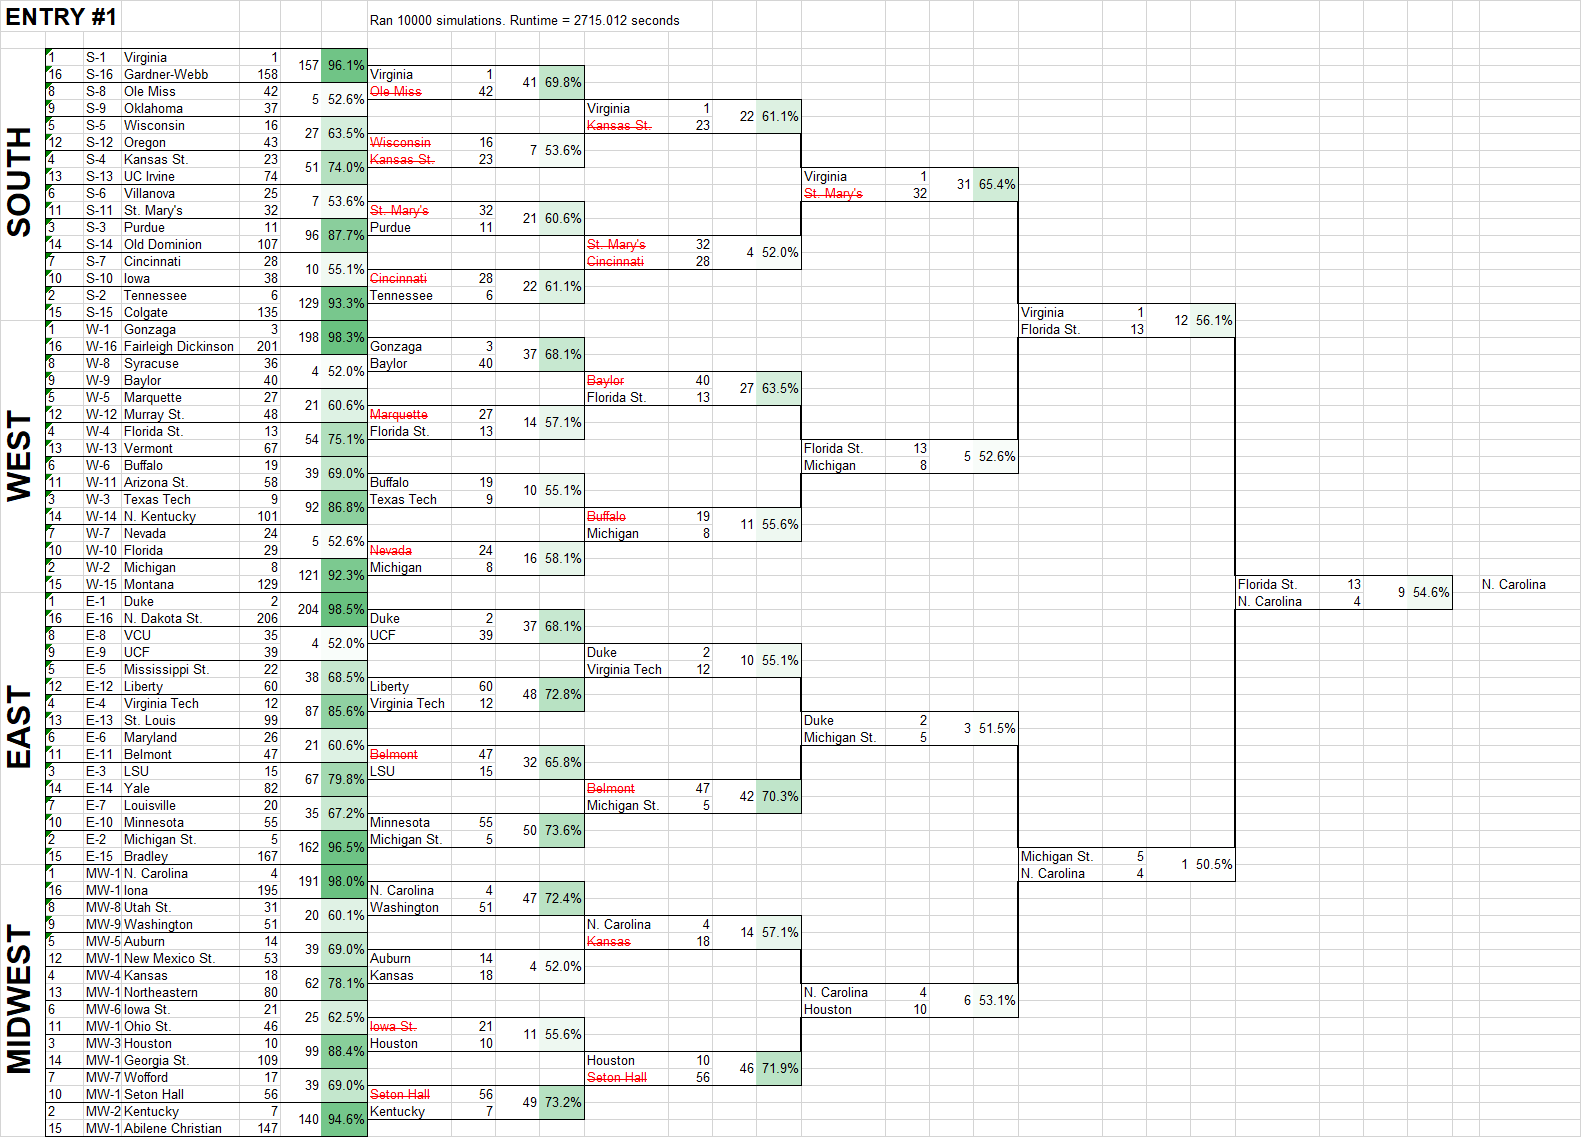 ENTRY #1
Ran 10000 simulations. Runtime = 2715.012 seconds
SOUTH
1 S-1 Virginia 1
157 96.1%
16 S-16 Gardner-Webb 158
8 S-8 Ole Miss 42
5 52.6%
9 S-9 Oklahoma 37
5 S-5 Wisconsin 16
27 63.5%
12 S-12 Oregon 43
4 S-4 Kansas St. 23
51 74.0%
13 S-13 UC Irvine 74
6 S-6 Villanova 25
7 53.6%
11 S-11 St. Mary's 32
3 S-3 Purdue 11
96 87.7%
14 S-14 Old Dominion 107
7 S-7 Cincinnati 28
10 55.1%
10 S-10 Iowa 38
2 S-2 Tennessee 6
129 93.3%
15 S-15 Colgate 135
WEST
1 W-1 Gonzaga 3
198 98.3%
16 W-16 Fairleigh Dickinson 201
8 W-8 Syracuse 36
4 52.0%
9 W-9 Baylor 40
5 W-5 Marquette 27
21 60.6%
12 W-12 Murray St. 48
4 W-4 Florida St. 13
54 75.1%
13 W-13 Vermont 67
6 W-6 Buffalo 19
39 69.0%
11 W-11 Arizona St. 58
3 W-3 Texas Tech 9
92 86.8%
14 W-14 N. Kentucky 101
7 W-7 Nevada 24
5 52.6%
10 W-10 Florida 29
2 W-2 Michigan 8
121 92.3%
15 W-15 Montana 129
EAST
1 E-1 Duke 2
204 98.5%
16 E-16 N. Dakota St. 206
8 E-8 VCU 35
4 52.0%
9 E-9 UCF 39
5 E-5 Mississippi St. 22
38 68.5%
12 E-12 Liberty 60
4 E-4 Virginia Tech 12
87 85.6%
13 E-13 St. Louis 99
6 E-6 Maryland 26
21 60.6%
11 E-11 Belmont 47
3 E-3 LSU 15
67 79.8%
14 E-14 Yale 82
7 E-7 Louisville 20
35 67.2%
10 E-10 Minnesota 55
2 E-2 Michigan St. 5
162 96.5%
15 E-15 Bradley 167
MIDWEST
1 MW-1 N. Carolina 4
191 98.0%
16 MW-1 Iona 195
8 MW-8 Utah St. 31
20 60.1%
9 MW-9 Washington 51
5 MW-5 Auburn 14
39 69.0%
12 MW-1 New Mexico St. 53
4 MW-4 Kansas 18
62 78.1%
13 MW-1 Northeastern 80
6 MW-6 Iowa St. 21
25 62.5%
11 MW-1 Ohio St. 46
3 MW-3 Houston 10
99 88.4%
14 MW-1 Georgia St. 109
7 MW-7 Wofford 17
39 69.0%
10 MW-1 Seton Hall 56
2 MW-2 Kentucky 7
140 94.6%
15 MW-1 Abilene Christian 147
Virginia 1
41 69.8%
Ole Miss 42
Wisconsin 16
7 53.6%
Kansas St. 23
St. Mary's 32
21 60.6%
Purdue 11
Cincinnati 28
22 61.1%
Tennessee 6
Gonzaga 3
37 68.1%
Baylor 40
Marquette 27
14 57.1%
Florida St. 13
Buffalo 19
10 55.1%
Texas Tech 9
Nevada 24
16 58.1%
Michigan 8
Duke 2
37 68.1%
UCF 39
Liberty 60
48 72.8%
Virginia Tech 12
Belmont 47
32 65.8%
LSU 15
Minnesota 55
50 73.6%
Michigan St. 5
N. Carolina 4
47 72.4%
Washington 51
Auburn 14
4 52.0%
Kansas 18
Iowa St. 21
11 55.6%
Houston 10
Seton Hall 56
49 73.2%
Kentucky 7
Virginia 1
22 61.1%
Kansas St. 23
St. Mary's 32
4 52.0%
Cincinnati 28
Baylor 40
27 63.5%
Florida St. 13
Buffalo 19
11 55.6%
Michigan 8
Duke 2
10 55.1%
Virginia Tech 12
Belmont 47
42 70.3%
Michigan St. 5
N. Carolina 4
14 57.1%
Kansas 18
Houston 10
46 71.9%
Seton Hall 56
Virginia 1
31 65.4%
St. Mary's 32
Florida St. 13
5 52.6%
Michigan 8
Duke 2
3 51.5%
Michigan St. 5
N. Carolina 4
6 53.1%
Houston 10
Virginia 1
12 56.1%
Florida St. 13
Michigan St. 5
1 50.5%
N. Carolina 4
Florida St. 13
9 54.6%
N. Carolina 4
N. Carolina